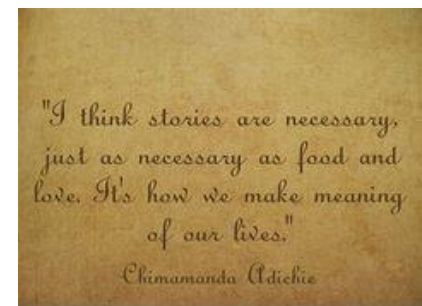 "I think stories are necessary,
just as necessary as food and
love. It's how we make meaning
of our lives."
Chimamanda Adichie